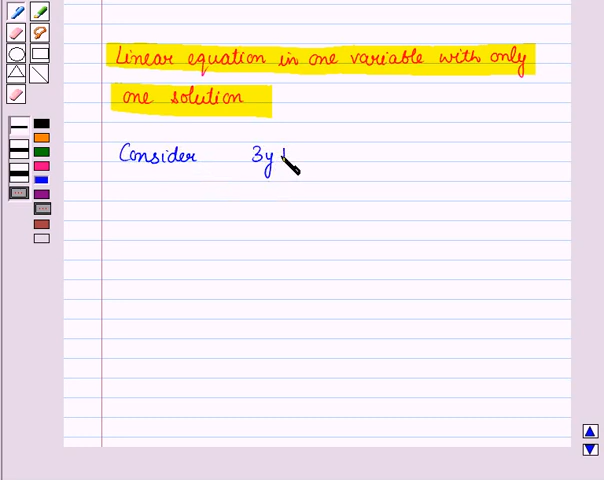 Linear equation in one variable with only
one solution
Consider 3y